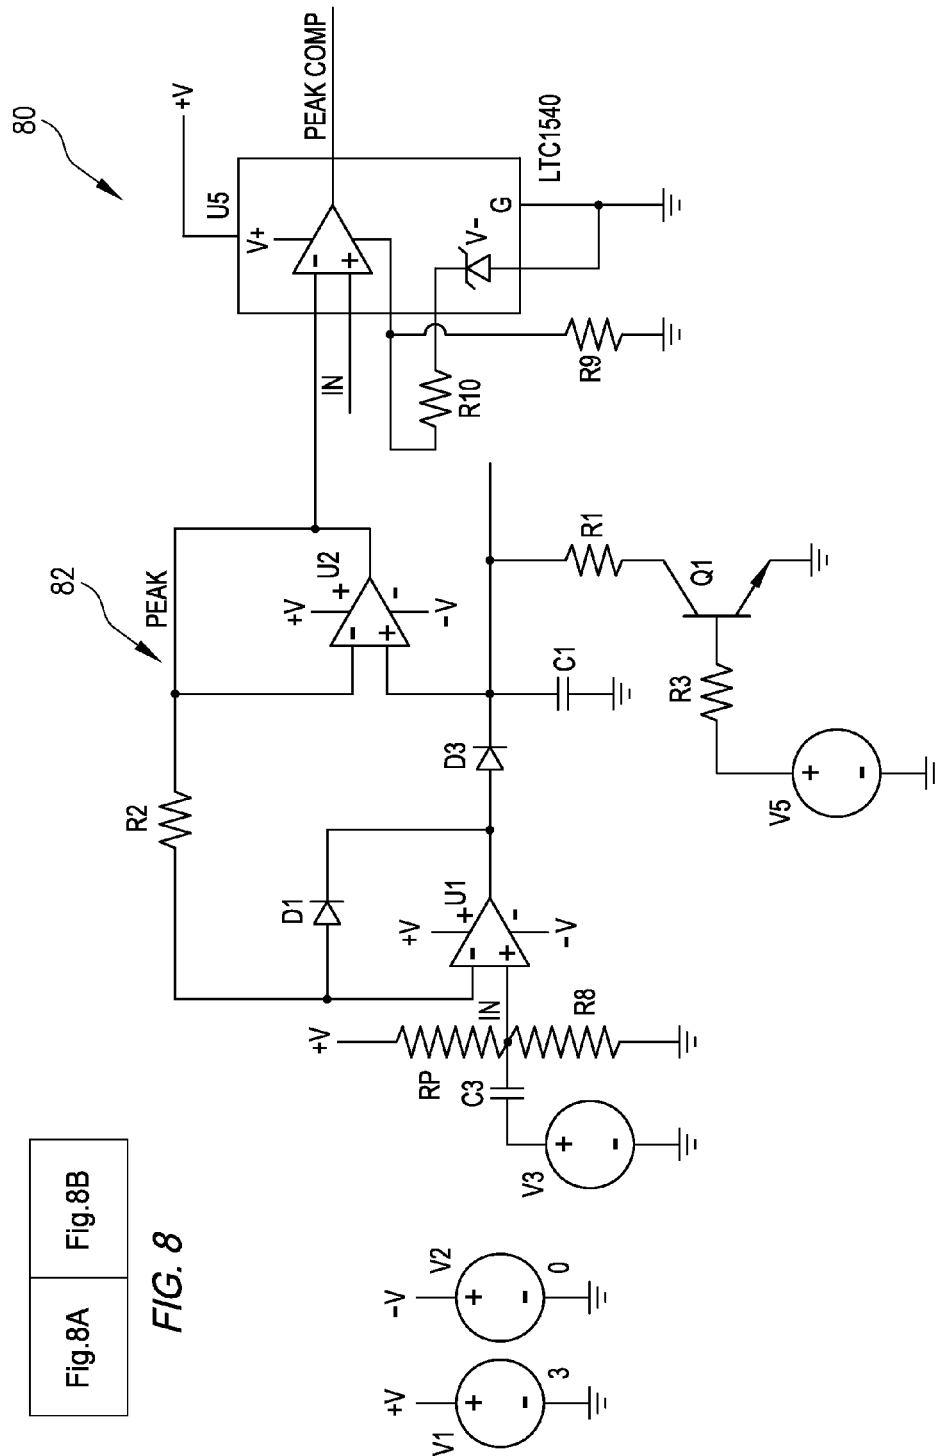 Fig.8A Fig.8B
FIG. 8
80
82
PEAK
+V
U5
V+
-
+
PEAK COMP
IN
V-
G
LTC1540
R10
R9
R2
D1
+V
U1
+
-
-
+
-V
D3
+V
U2
+
-
-
+
-V
C1
R1
Q1
R3
V5
+
-
+V
RP
IN
R8
C3
V3
+
-
+V
V1
+
-
3
-V
V2
+
-
0